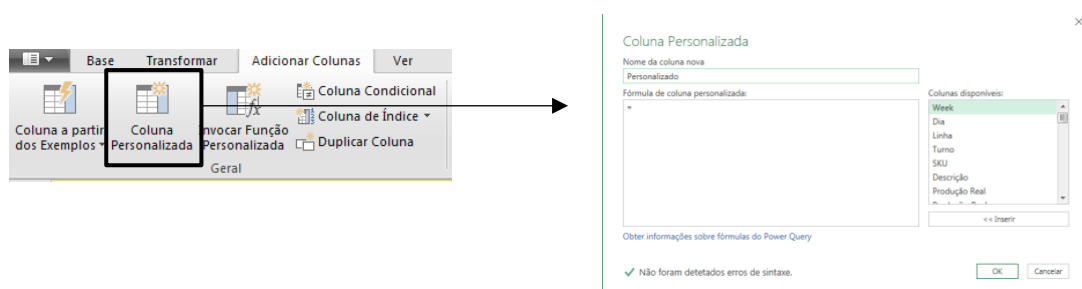 Base Transformar Adicionar Colunas Ver
Coluna a partir
dos Exemplos
Coluna
Personalizada
Invocar Função
Personalizada
Coluna Condicional
Coluna de Índice
Duplicar Coluna
Geral
Coluna Personalizada
Nome da coluna nova
Personalizado
Fórmula de coluna personalizada:
=
Colunas disponíveis:
Week
Dia
Linha
Turno
SKU
Descrição
Produção Real
<< Inserir
Obter informações sobre fórmulas do Power Query
Não foram detetados erros de sintaxe.
OK Cancelar